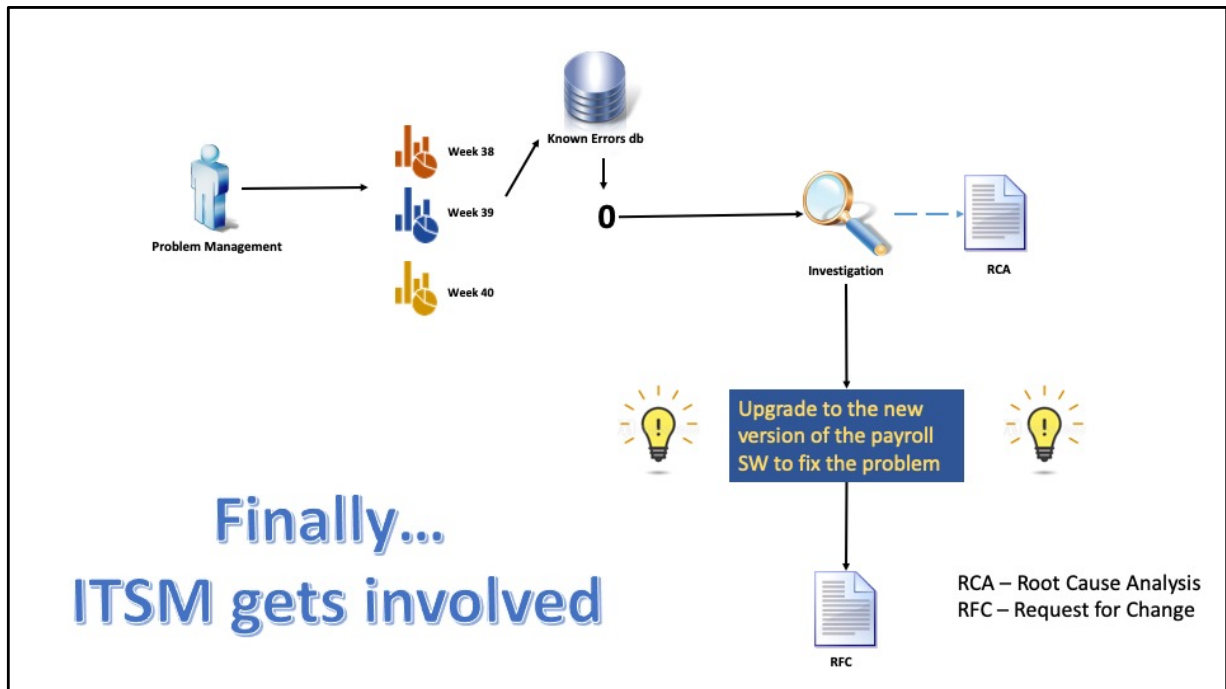 Known Errors db
Week 38
Week 39
Week 40
Problem Management
0
Investigation
RCA
Upgrade to the new
version of the payroll
SW to fix the problem
Finally...
ITSM gets involved
RCA – Root Cause Analysis
RFC – Request for Change
RFC